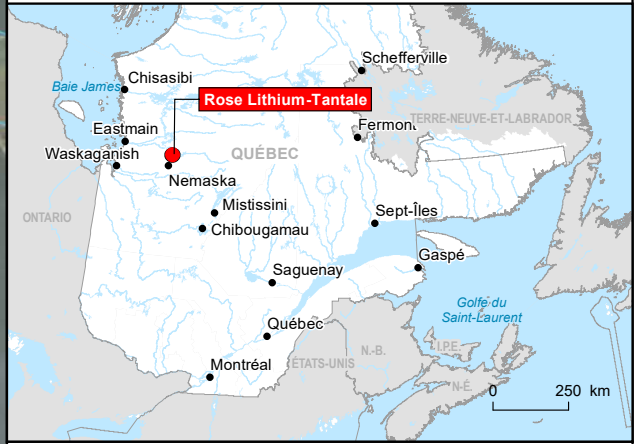 Schefferville
Baie James
Chisasibi
Rose Lithium-Tantale
TERRE-NEUVE-ET-LABRADOR
Eastmain
Fermont
Waskaganish
QUÉBEC
Nemaska
Mistissini
ONTARIO
Sept-Îles
Chibougamau
Gaspé
Saguenay
Golfe du
Saint-Laurent
Québec
I.P.E.
N.-B.
ÉTATS-UNIS
Montréal
N.-É.
0 250 km